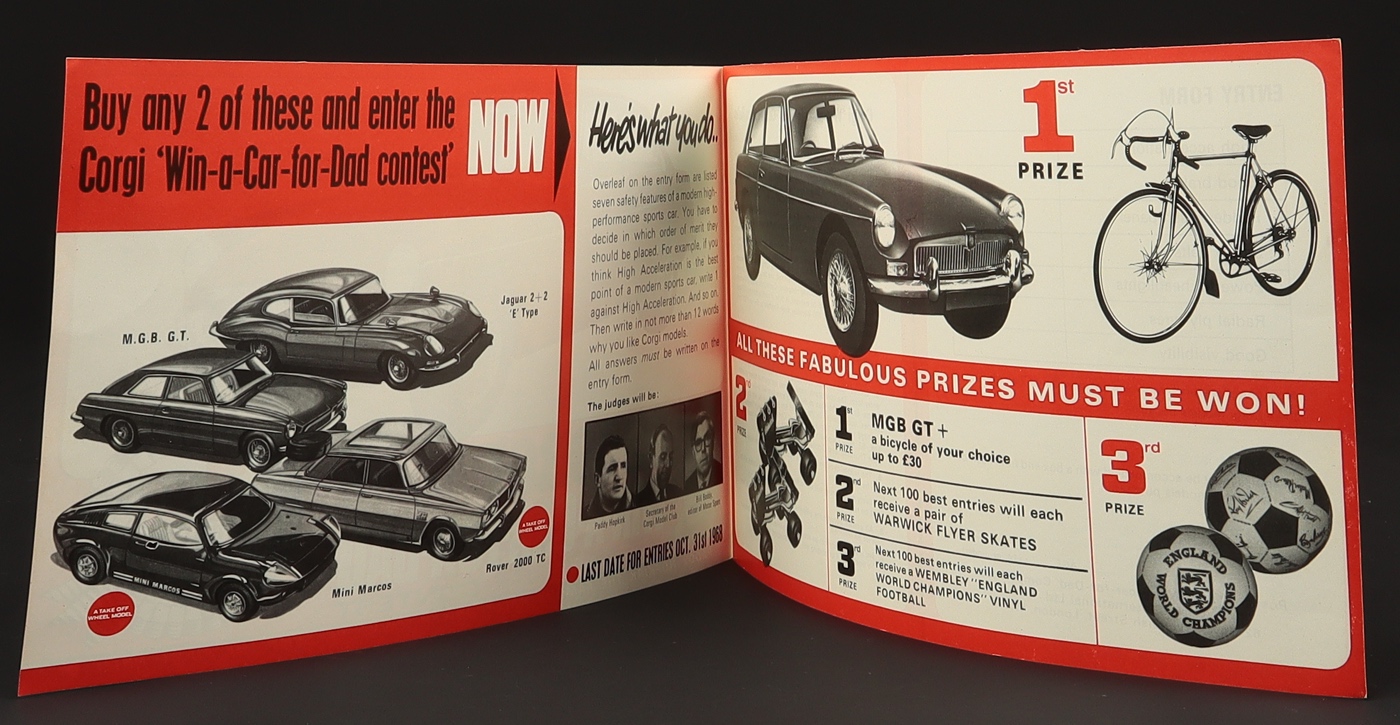 Buy any 2 of these and enter the
Corgi 'Win-a-Car-for-Dad contest'
NOW
Jaguar 2+2
'E' Type
M.G.B. G.T.
A TAKE OFF
WHEEL MODEL
Rover 2000 TC
MINI MARCOS
Mini Marcos
A TAKE OFF
WHEEL MODEL
Here's what you do..
Overleaf on the entry form are listed
seven safety features of a modern high-
performance sports car. You have to
decide in which order of merit they
should be placed. For example, if you
think High Acceleration is the best
point of a modern sports car, write 1
against High Acceleration. And so on.
Then write in not more than 12 words
why you like Corgi models.
All answers must be written on the
entry form.
The judges will be:
Paddy Hopkirk
Secretary of the
Corgi Model Club
LAST DATE FOR ENTRIES OCT. 31st 1968
1st
PRIZE
ALL THESE FABULOUS PRIZES MUST BE WON!
2nd
PRIZE
1st
PRIZE
MGB GT +
a bicycle of your choice
up to £30
2nd
PRIZE
Next 100 best entries will each
receive a pair of
WARWICK FLYER SKATES
3rd
PRIZE
Next 100 best entries will each
receive a WEMBLEY "ENGLAND
WORLD CHAMPIONS" VINYL
FOOTBALL
3rd
PRIZE
ENGLAND
WORLD CHAMPIONS